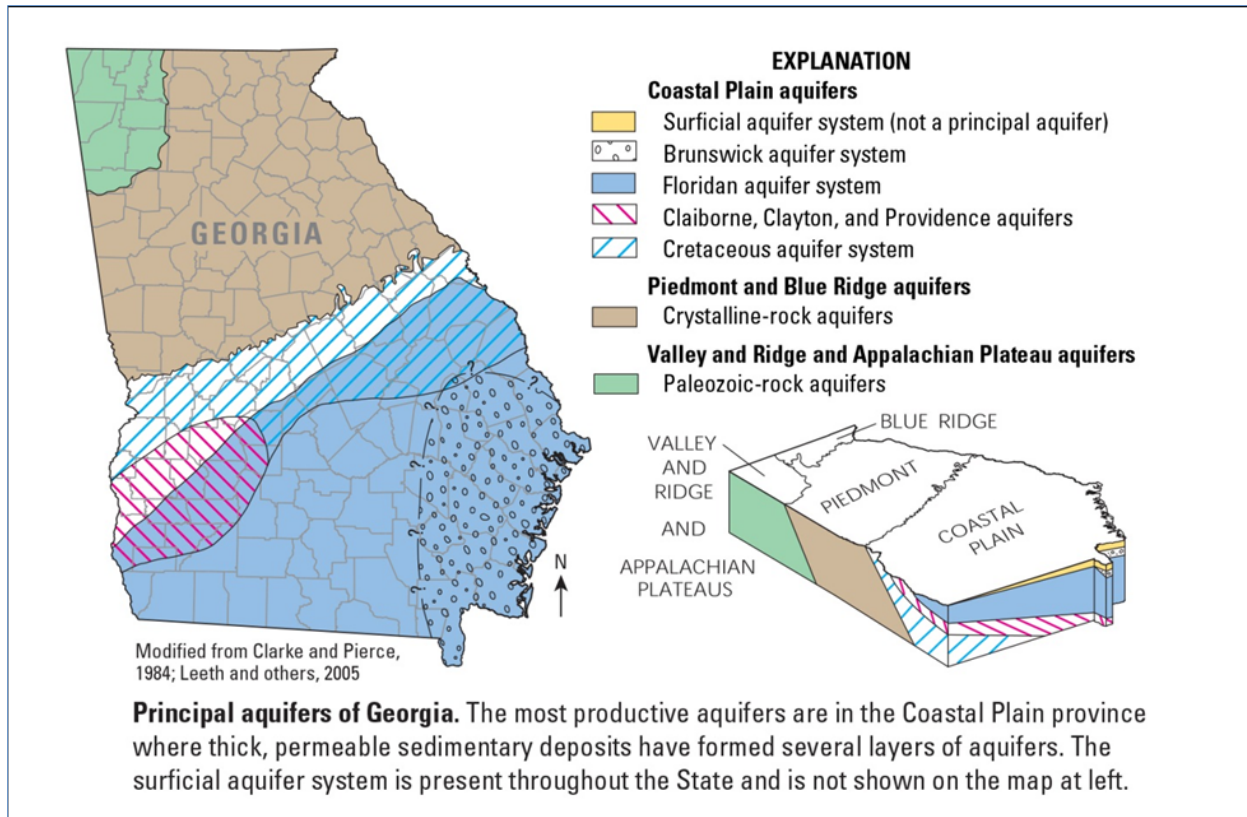 GEORGIA
?
?
?
?
?
?
N
Modified from Clarke and Pierce,
1984; Leeth and others, 2005
EXPLANATION
Coastal Plain aquifers
Surficial aquifer system (not a principal aquifer)
Brunswick aquifer system
Floridan aquifer system
Claiborne, Clayton, and Providence aquifers
Cretaceous aquifer system
Piedmont and Blue Ridge aquifers
Crystalline-rock aquifers
Valley and Ridge and Appalachian Plateau aquifers
Paleozoic-rock aquifers
BLUE RIDGE
VALLEY
AND
RIDGE
AND
APPALACHIAN
PLATEAUS
PIEDMONT
COASTAL
PLAIN
Principal aquifers of Georgia. The most productive aquifers are in the Coastal Plain province
where thick, permeable sedimentary deposits have formed several layers of aquifers. The
surficial aquifer system is present throughout the State and is not shown on the map at left.